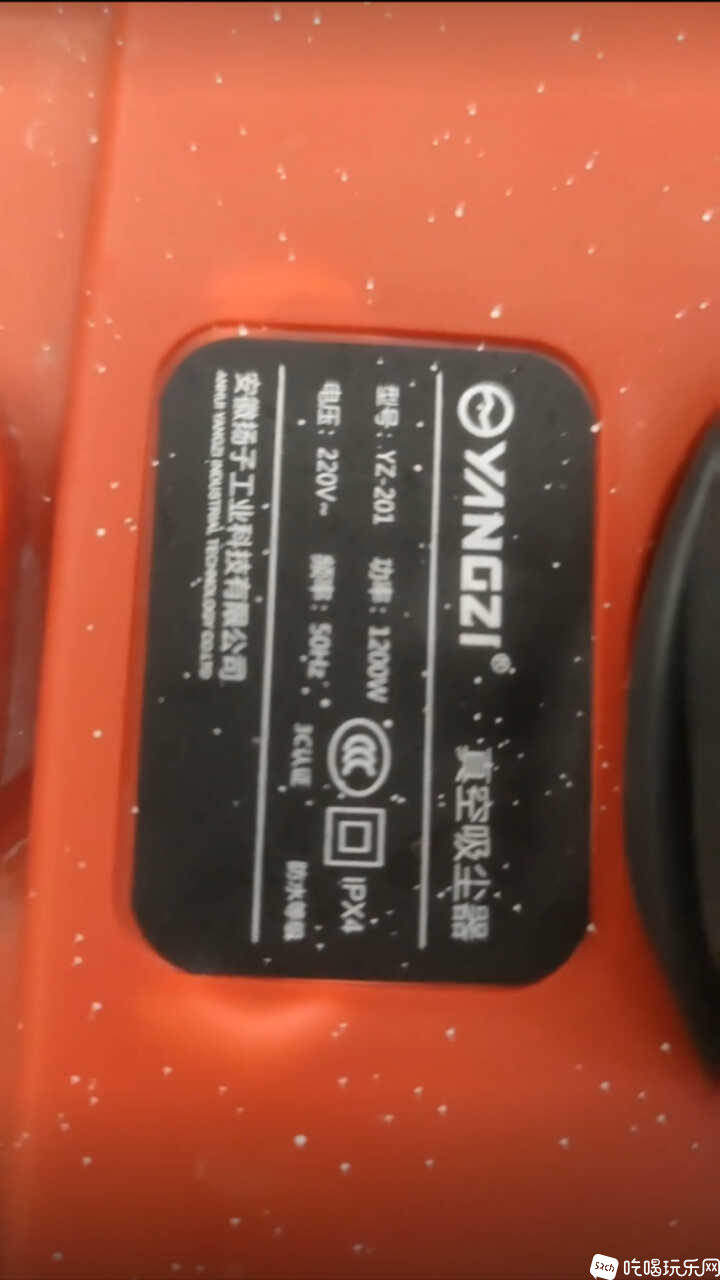 YANGZI® 真空吸尘器
型号：YZ-201 功率：1200W
电压：220V~ 频率：50Hz
CCC
3C认证
IPX4
防水等级
安徽扬子工业科技有限公司
ANHUI YANGZI INDUSTRIAL TECHNOLOGY CO.LTD
52ch 吃喝玩乐网